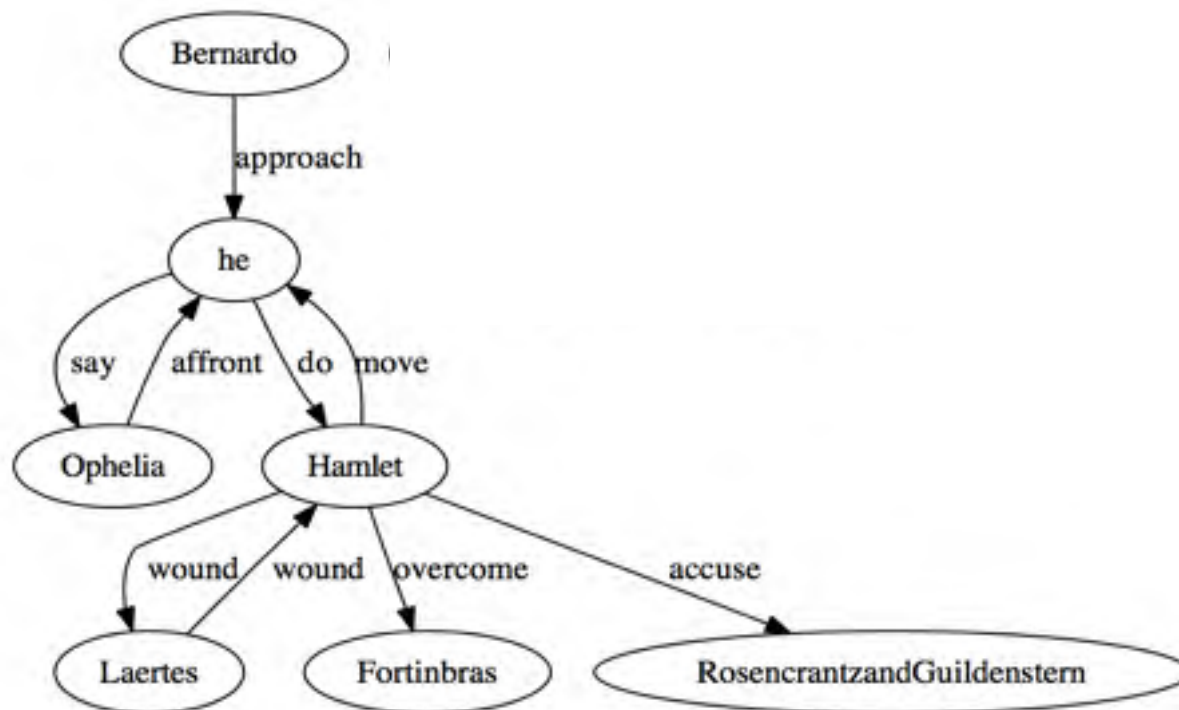 Bernardo
approach
he
say affront do move
Ophelia Hamlet
wound wound overcome accuse
Laertes Fortinbras RosencrantzandGuildenstern